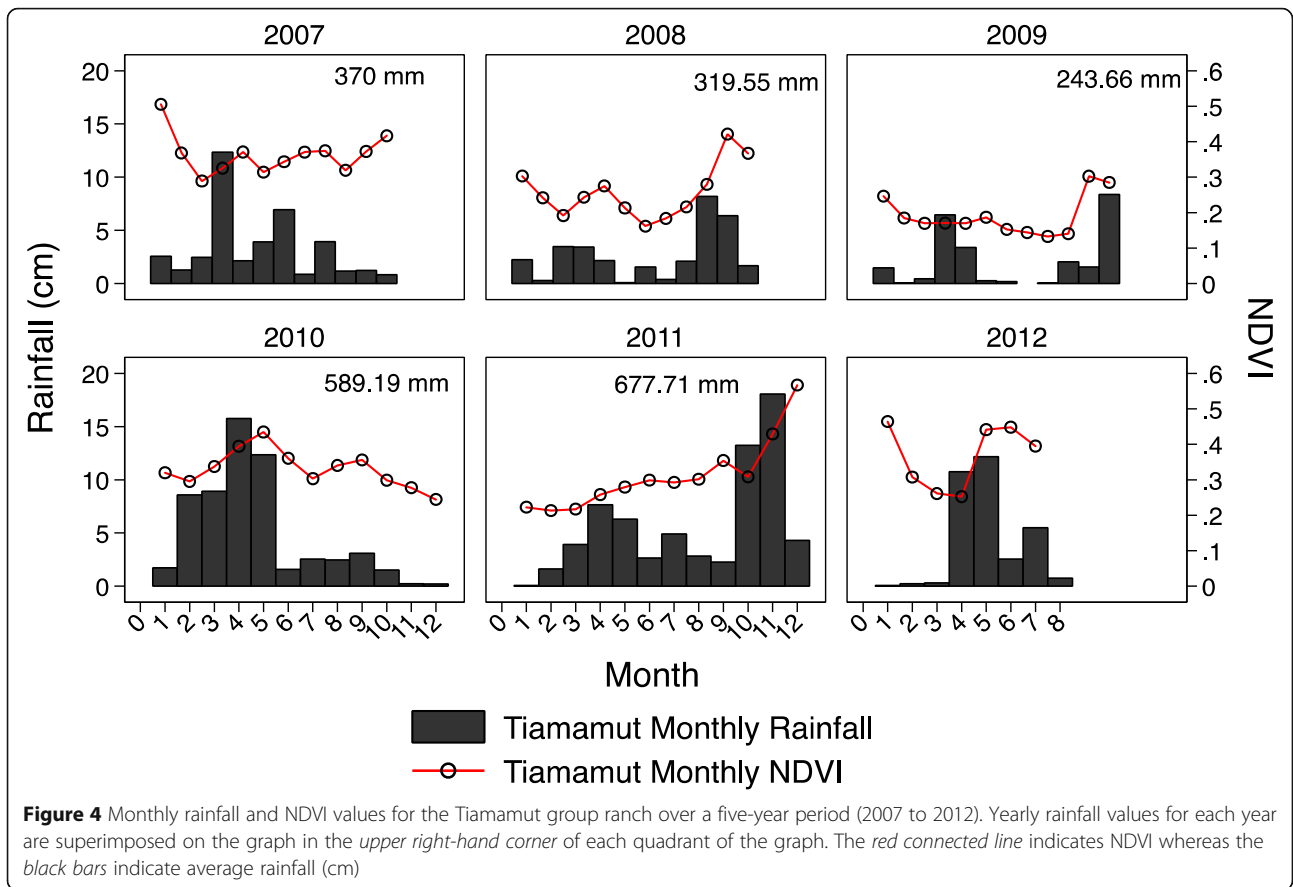 2007 2008 2009
370 mm 319.55 mm 243.66 mm
20 15 10 5 0
.6 .5 .4 .3 .2 .1 0
Rainfall (cm)
NDVI
2010 2011 2012
589.19 mm 677.71 mm
20 15 10 5 0
.6 .5 .4 .3 .2 .1 0
0 1 2 3 4 5 6 7 8 9 10 11 12 0 1 2 3 4 5 6 7 8 9 10 11 12 0 1 2 3 4 5 6 7 8
Month
Tiamamut Monthly Rainfall
Tiamamut Monthly NDVI
Figure 4 Monthly rainfall and NDVI values for the Tiamamut group ranch over a five-year period (2007 to 2012). Yearly rainfall values for each year
are superimposed on the graph in the upper right-hand corner of each quadrant of the graph. The red connected line indicates NDVI whereas the
black bars indicate average rainfall (cm)